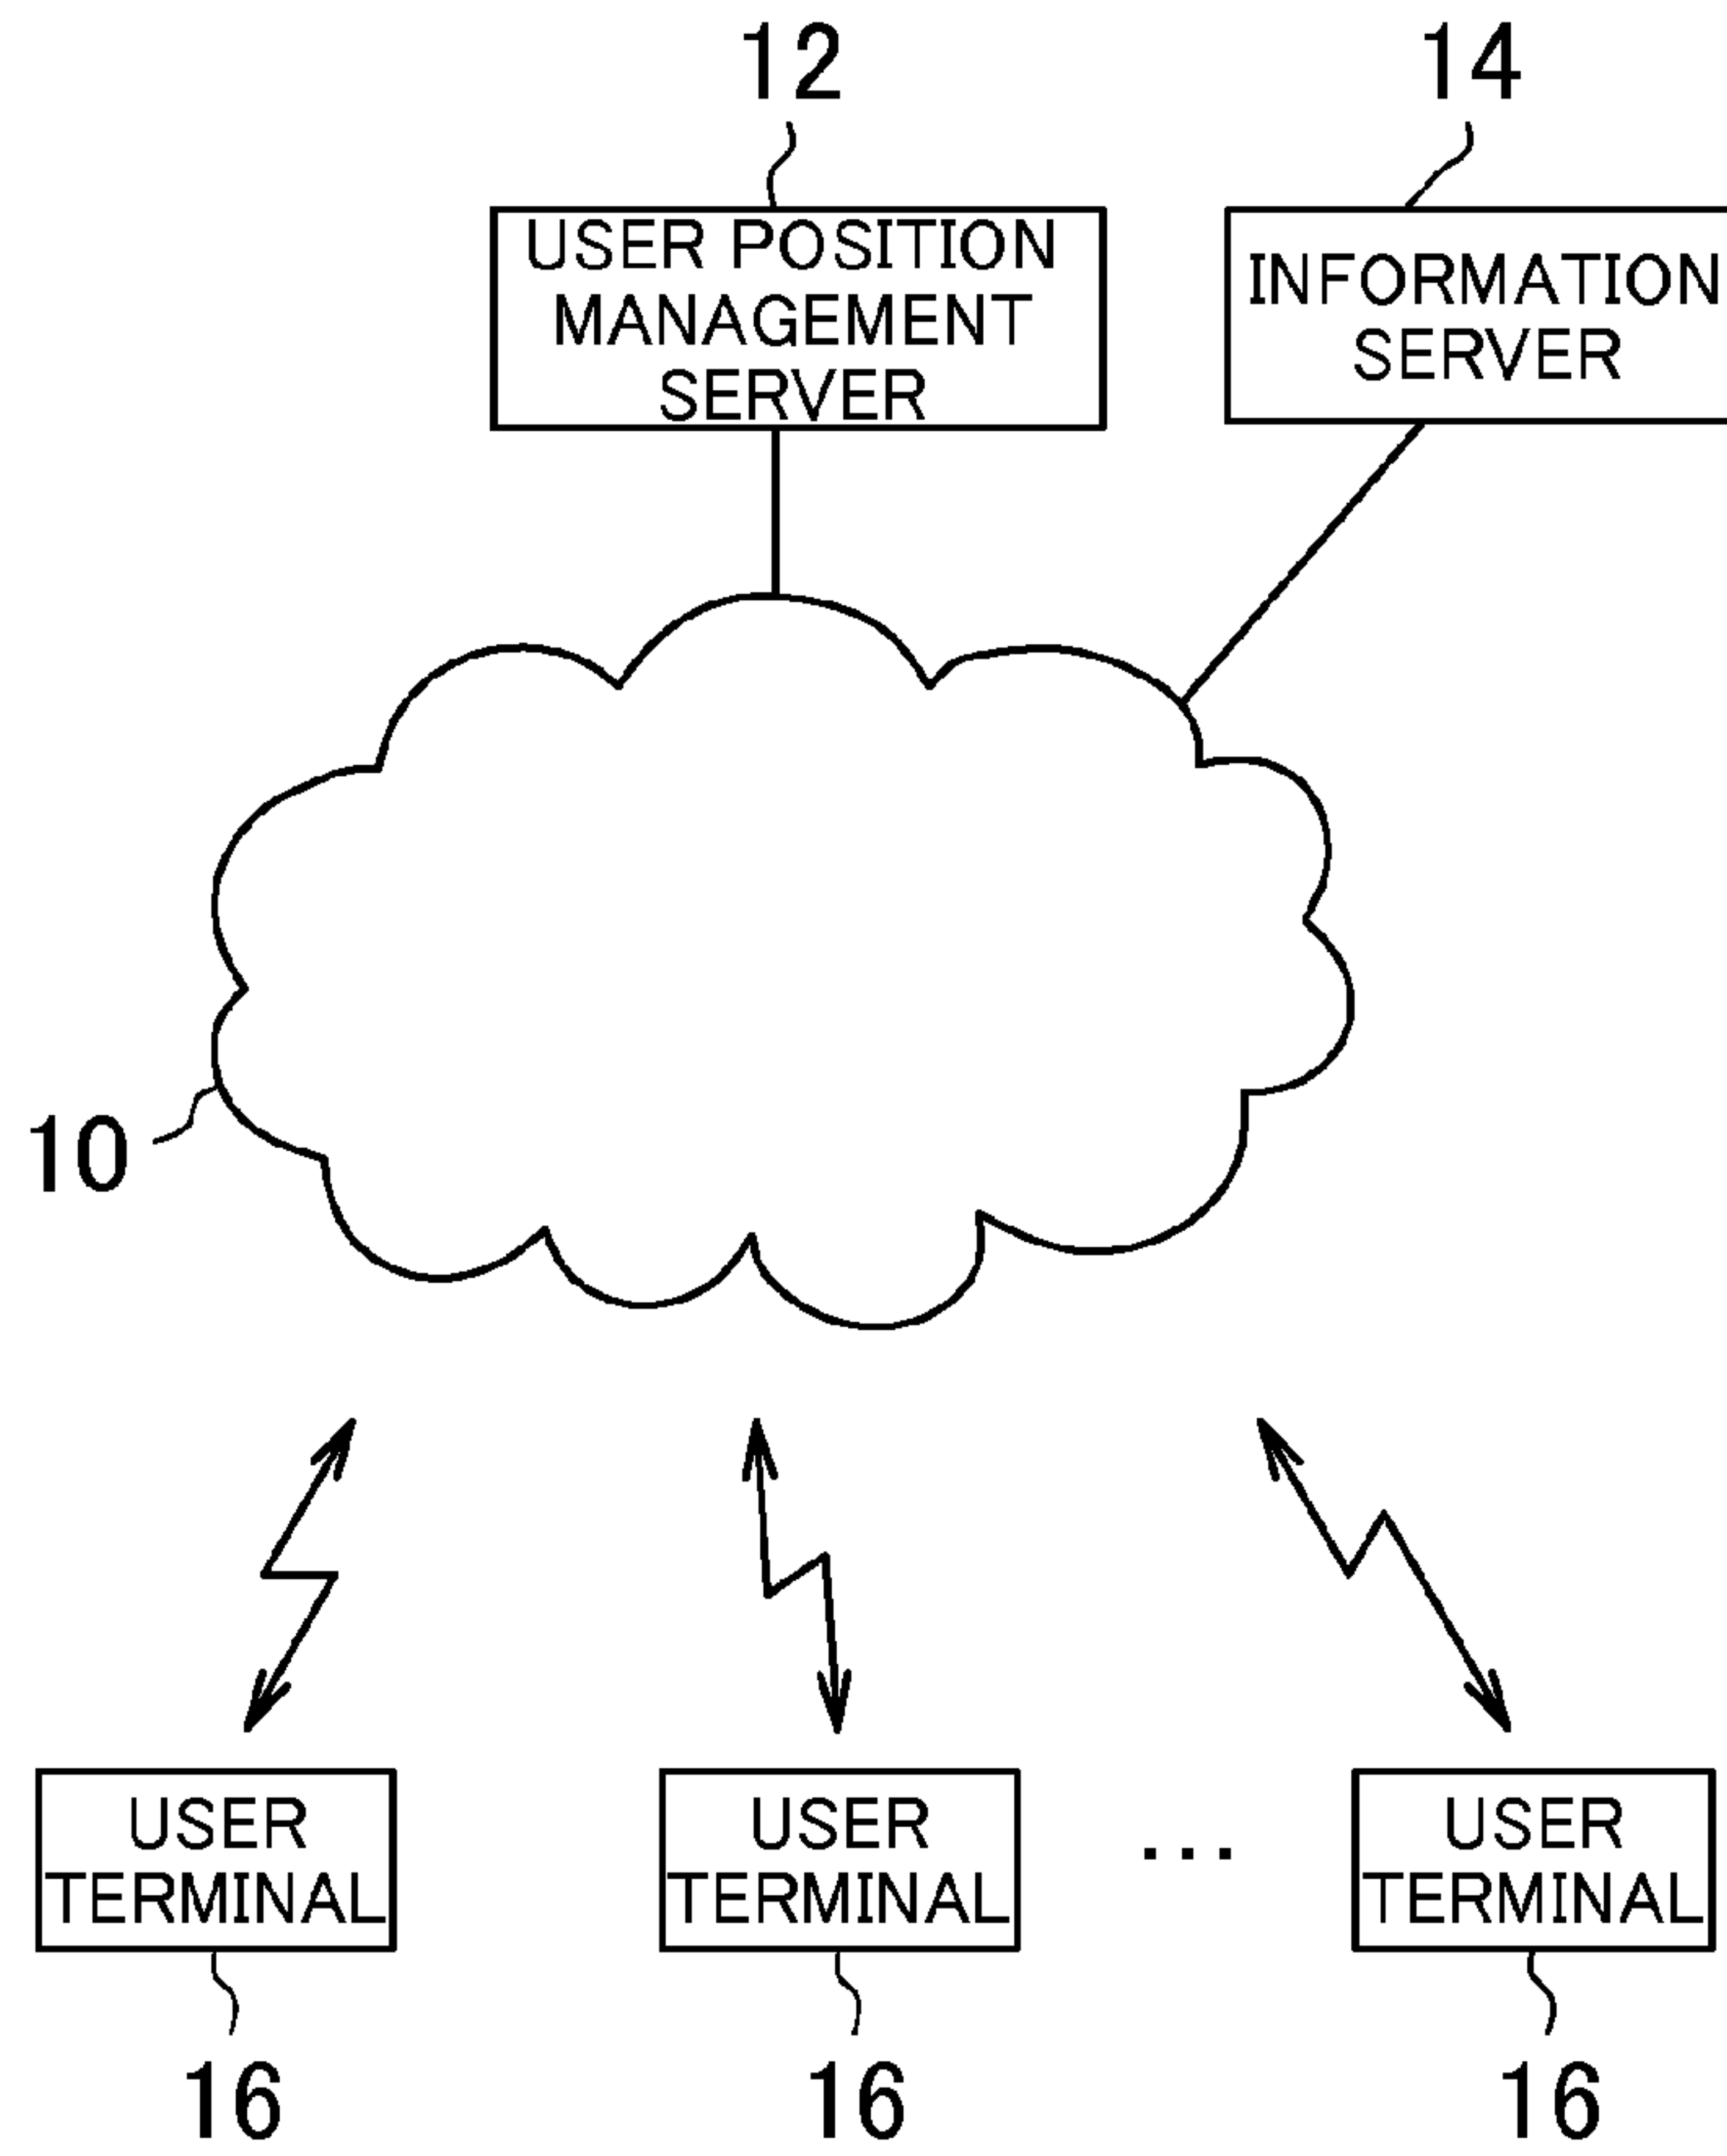 12
14
USER POSITION
MANAGEMENT
SERVER
INFORMATION
SERVER
10
USER
TERMINAL
USER
TERMINAL
...
USER
TERMINAL
16
16
16